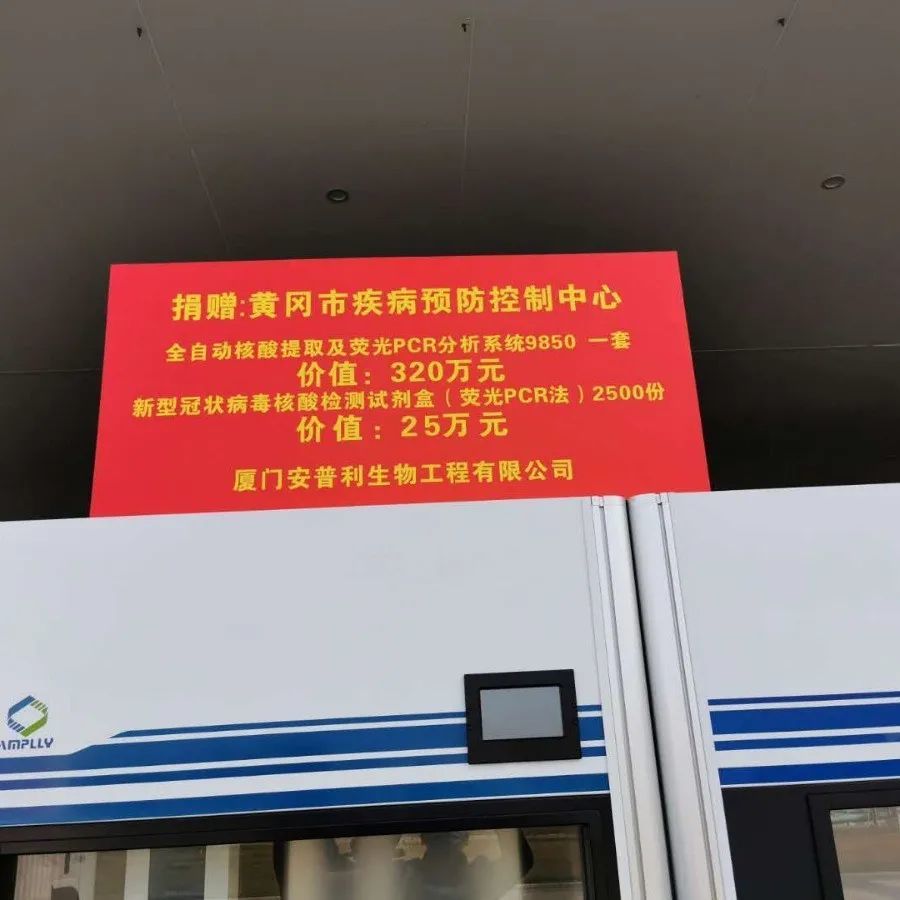 捐赠:黄冈市疾病预防控制中心
全自动核酸提取及荧光PCR分析系统9850 一套
价值：320万元
新型冠状病毒核酸检测试剂盒（荧光PCR法）2500份
价值：25万元
厦门安普利生物工程有限公司
AMPLLY